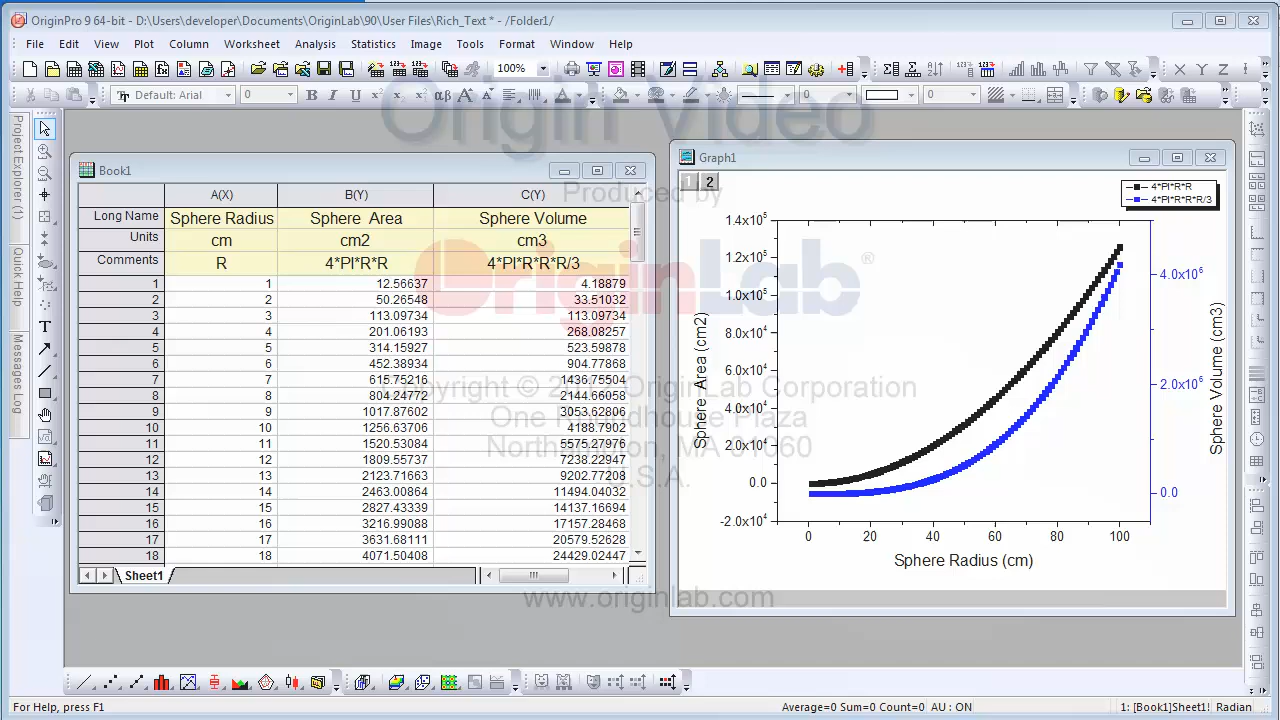 OriginPro 9 64-bit - D:\Users\developer\Documents\OriginLab\90\User Files\Rich_Text * - /Folder1/
File Edit View Plot Column Worksheet Analysis Statistics Image Tools Format Window Help
100%
Default: Arial 0 B I U αβ A A A 0 0
Origin Video
Produced by
OriginLab®
One
Northampton, MA 01060
U.S.A.
www.originlab.com
Project Explorer (1)
Quick Help
Messages Log
Book1
A(X) B(Y) C(Y)
Long Name Sphere Radius Sphere Area Sphere Volume
Units cm cm2 cm3
Comments R 4*PI*R*R 4*PI*R*R*R/3
1 1 12.56637 4.18879
2 2 50.26548 33.51032
3 3 113.09734 113.09734
4 4 201.06193 268.08257
5 5 314.15927 523.59878
6 6 452.38934 904.77868
7 7 615.75216 1436.75504
8 8 804.24772 2144.66058
9 9 1017.87602 3053.62806
10 10 1256.63706 4188.7902
11 11 1520.53084 5575.27976
12 12 1809.55737 7238.22947
13 13 2123.71663 9202.77208
14 14 2463.00864 11494.04032
15 15 2827.43339 14137.16694
16 16 3216.99088 17157.28468
17 17 3631.68111 20579.52628
18 18 4071.50408 24429.02447
Sheet1
Graph1
1 2
4*PI*R*R
4*PI*R*R*R/3
1.4x10⁵
1.2x10⁵
1.0x10⁵
8.0x10⁴
6.0x10⁴
4.0x10⁴
2.0x10⁴
0.0
-2.0x10⁴
Sphere Area (cm2)
4.0x10⁶
2.0x10⁶
0.0
Sphere Volume (cm3)
0 20 40 60 80 100
Sphere Radius (cm)
For Help, press F1 Average=0 Sum=0 Count=0 AU : ON 1: [Book1]Sheet1! Radian